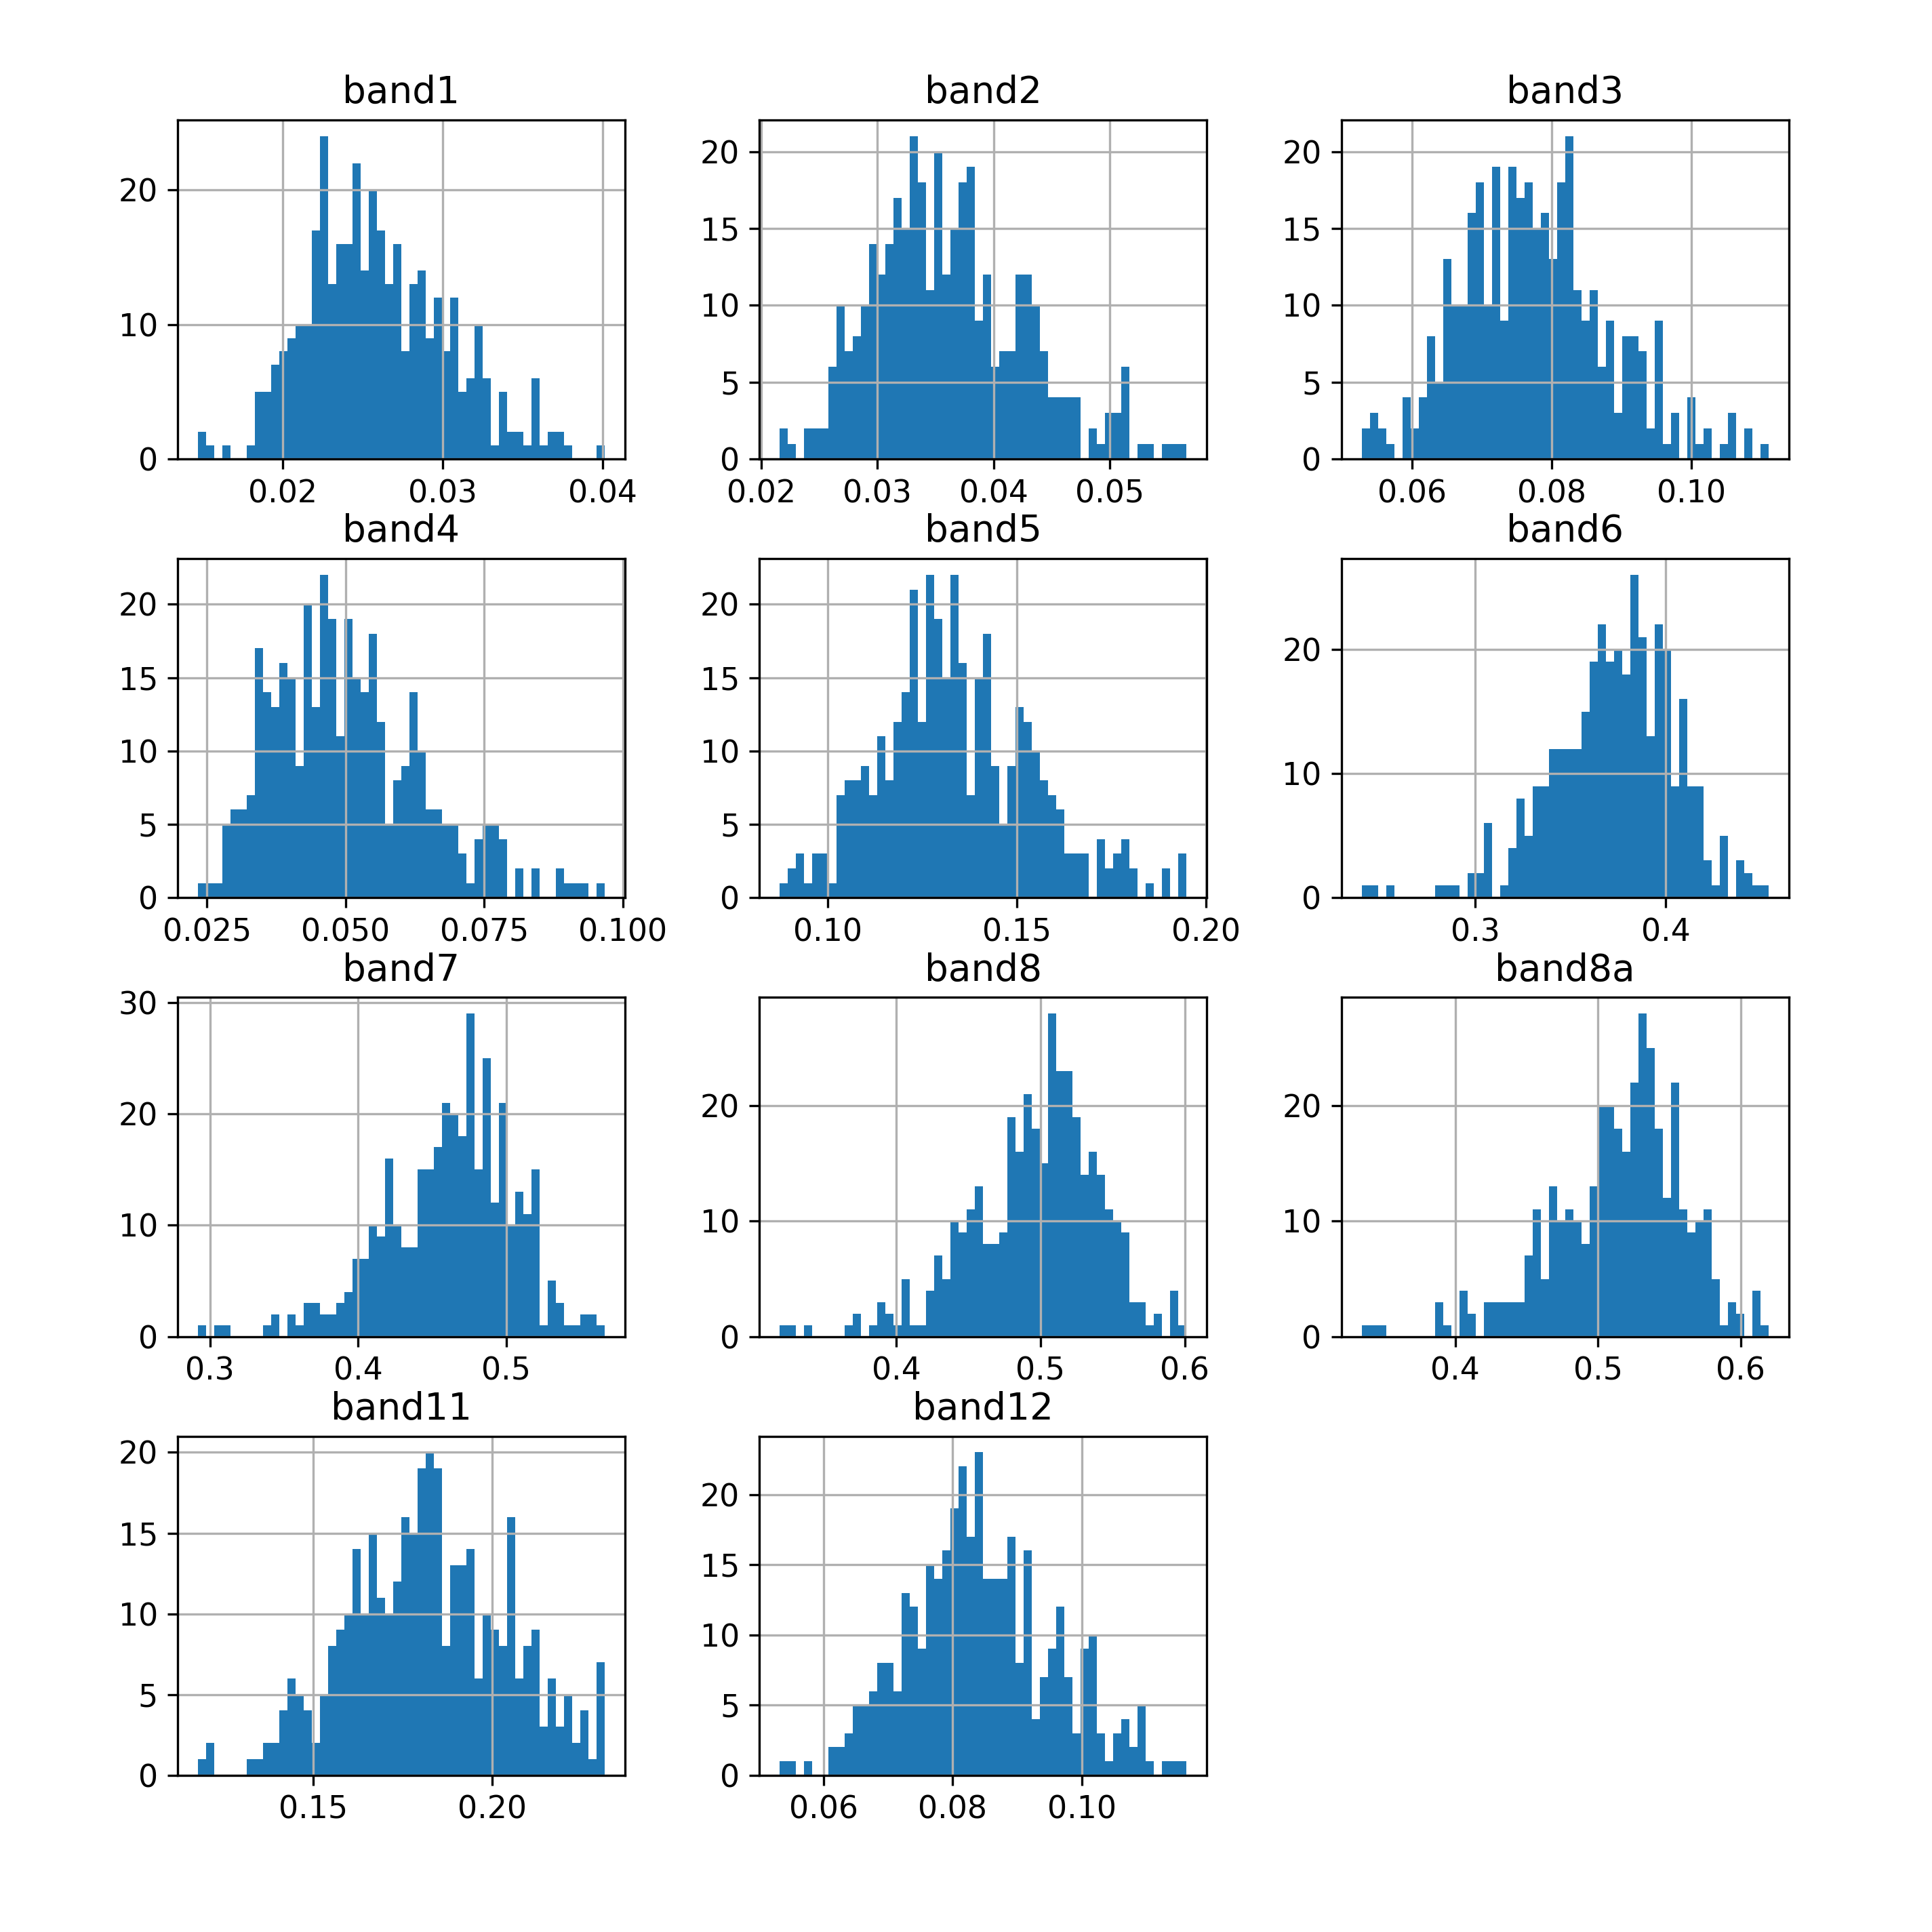 band1 band2 band3
20 10 0
0.02 0.03 0.04
20 15 10 5 0
0.02 0.03 0.04 0.05
20 15 10 5 0
0.06 0.08 0.10
band4 band5 band6
20 15 10 5 0
0.025 0.050 0.075 0.100
20 15 10 5 0
0.10 0.15 0.20
20 10 0
0.3 0.4
band7 band8 band8a
30 20 10 0
0.3 0.4 0.5
20 10 0
0.4 0.5 0.6
20 10 0
0.4 0.5 0.6
band11 band12
20 15 10 5 0
0.15 0.20
20 15 10 5 0
0.06 0.08 0.10